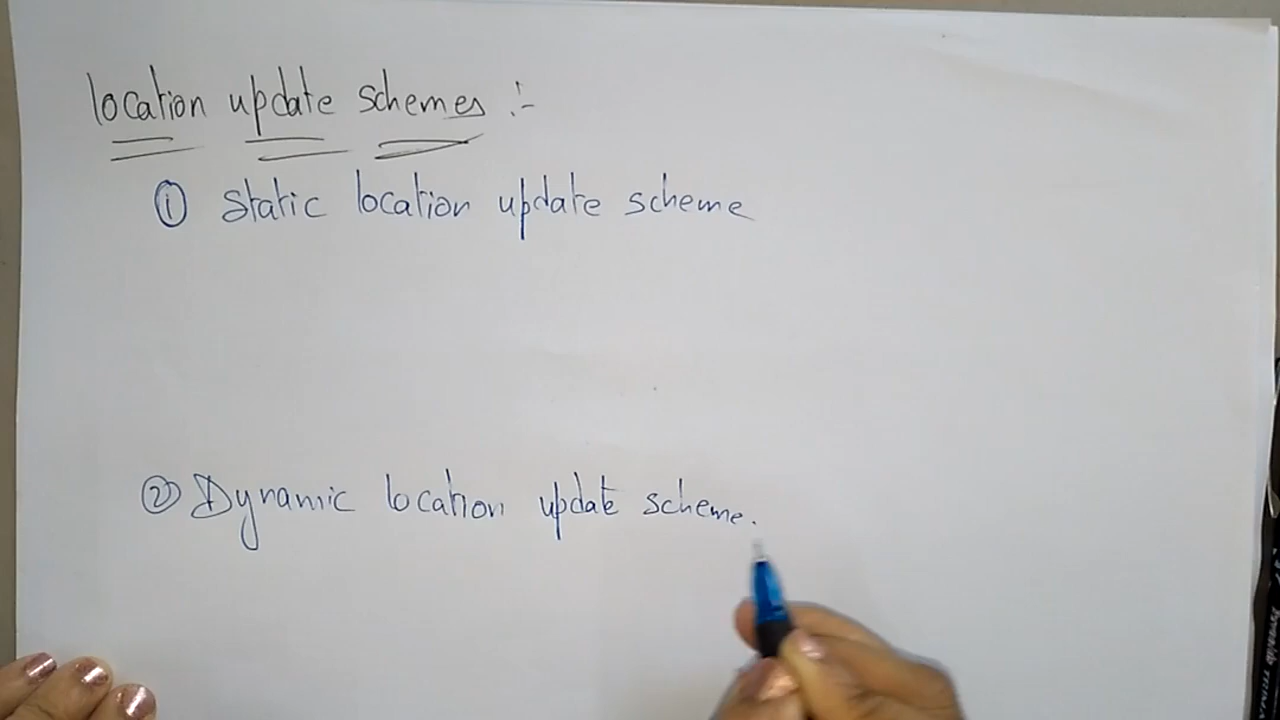 location update schemes :-
① static location update scheme
② Dynamic location update scheme.